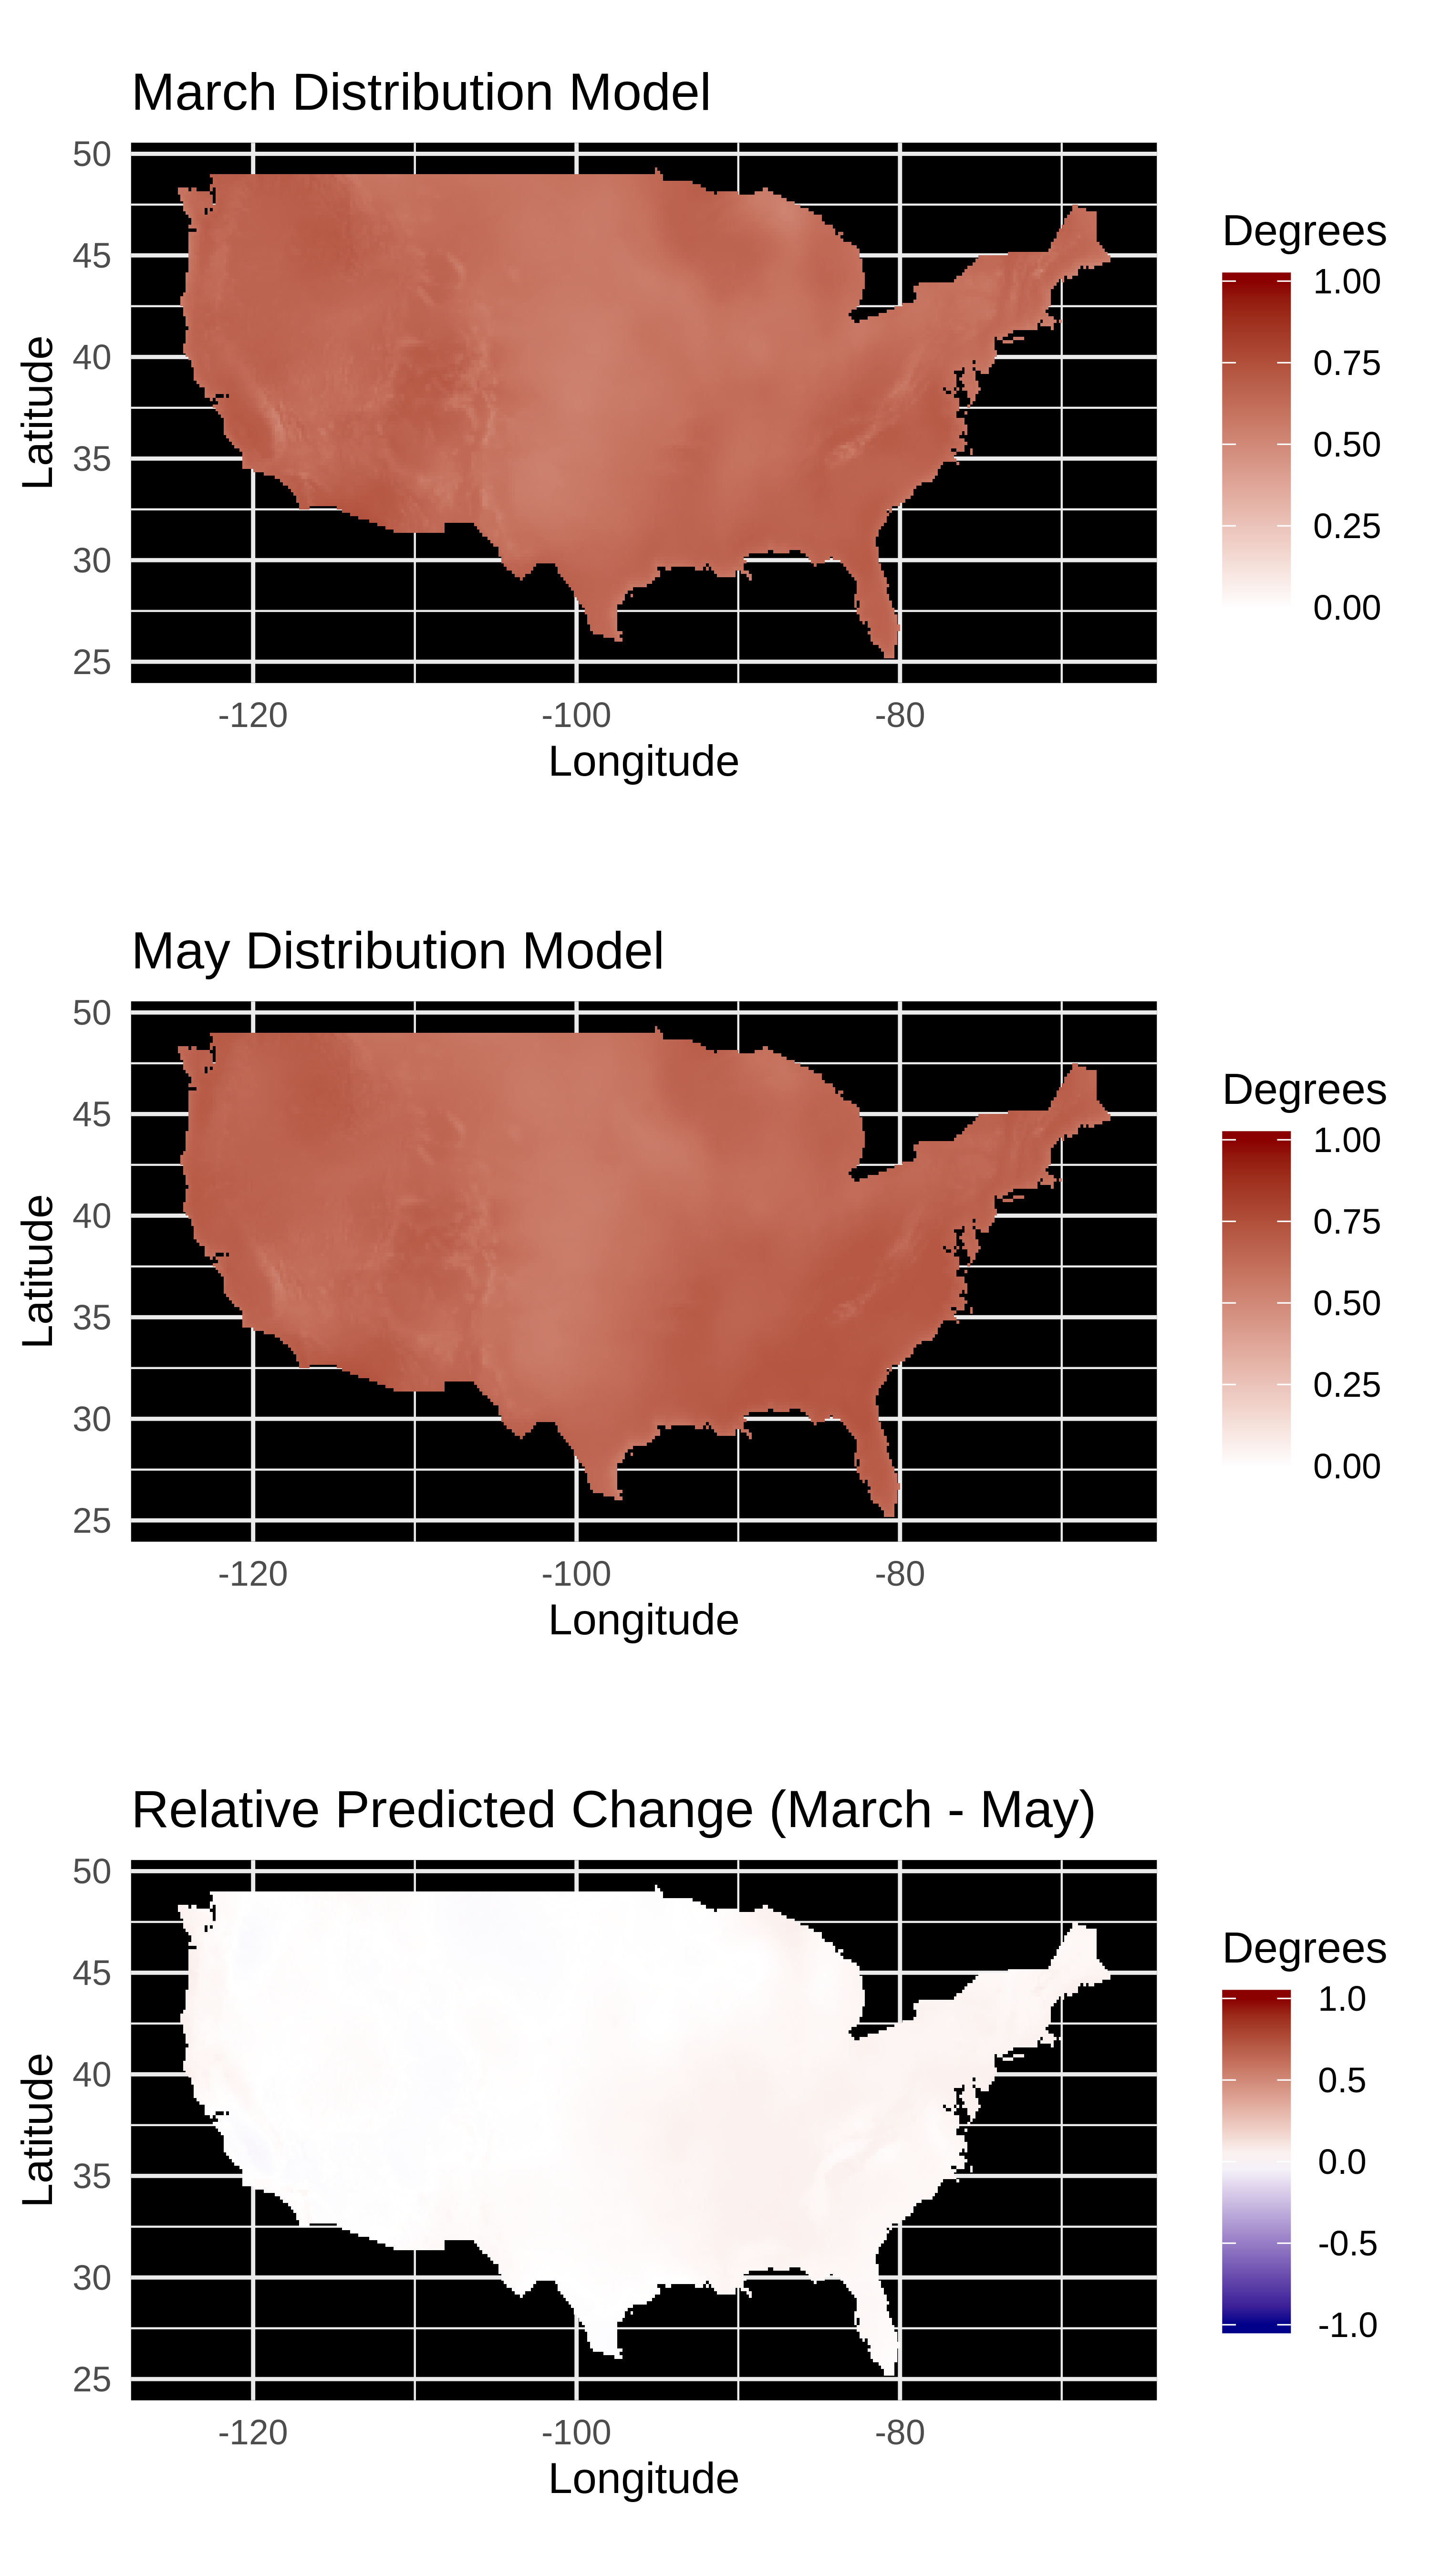 March Distribution Model
50
45
40
35
30
25
Latitude
-120 -100 -80
Longitude
Degrees
1.00
0.75
0.50
0.25
0.00
May Distribution Model
50
45
40
35
30
25
Latitude
-120 -100 -80
Longitude
Degrees
1.00
0.75
0.50
0.25
0.00
Relative Predicted Change (March - May)
50
45
40
35
30
25
Latitude
-120 -100 -80
Longitude
Degrees
1.0
0.5
0.0
-0.5
-1.0